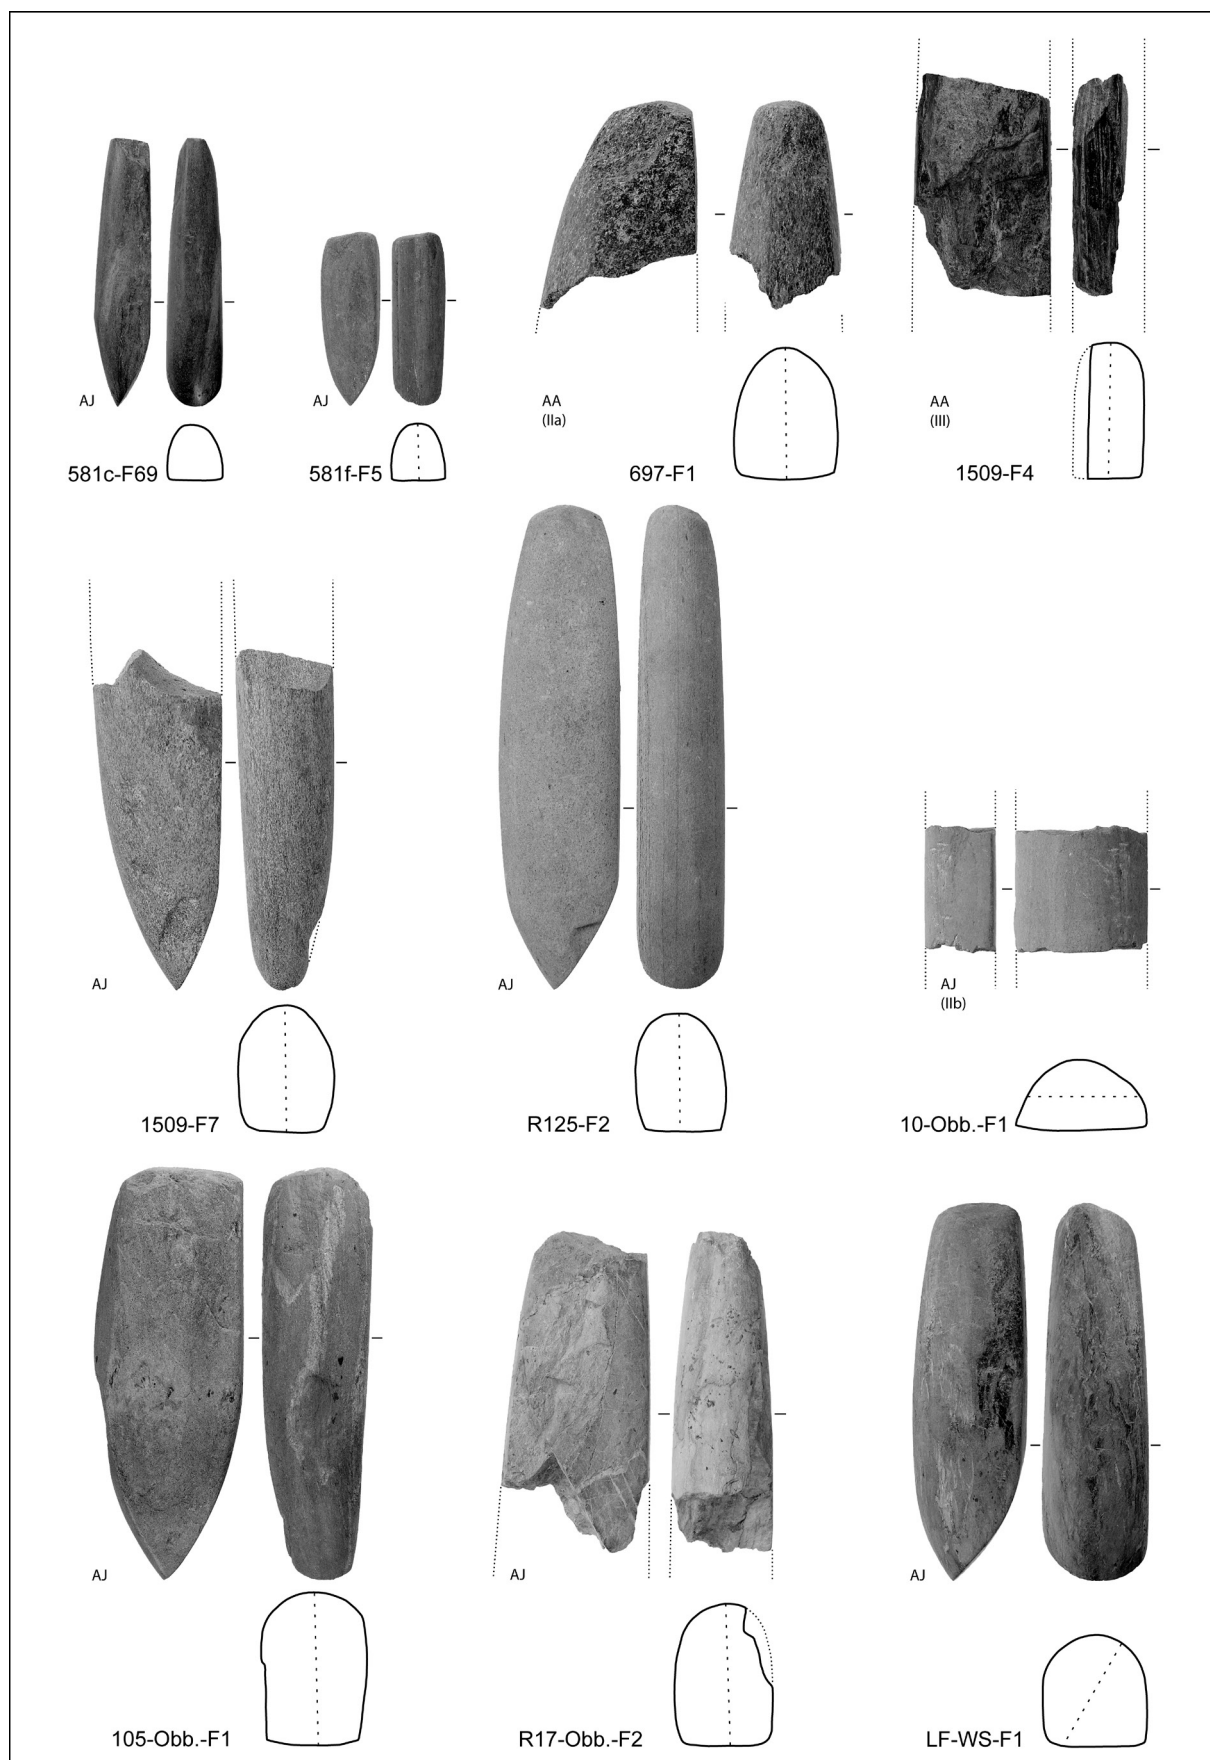 AJ
581c-F69
AJ
581f-F5
AA
(IIa)
697-F1
AA
(III)
1509-F4
AJ
1509-F7
AJ
R125-F2
AJ
(IIb)
10-Obb.-F1
AJ
105-Obb.-F1
AJ
R17-Obb.-F2
AJ
LF-WS-F1